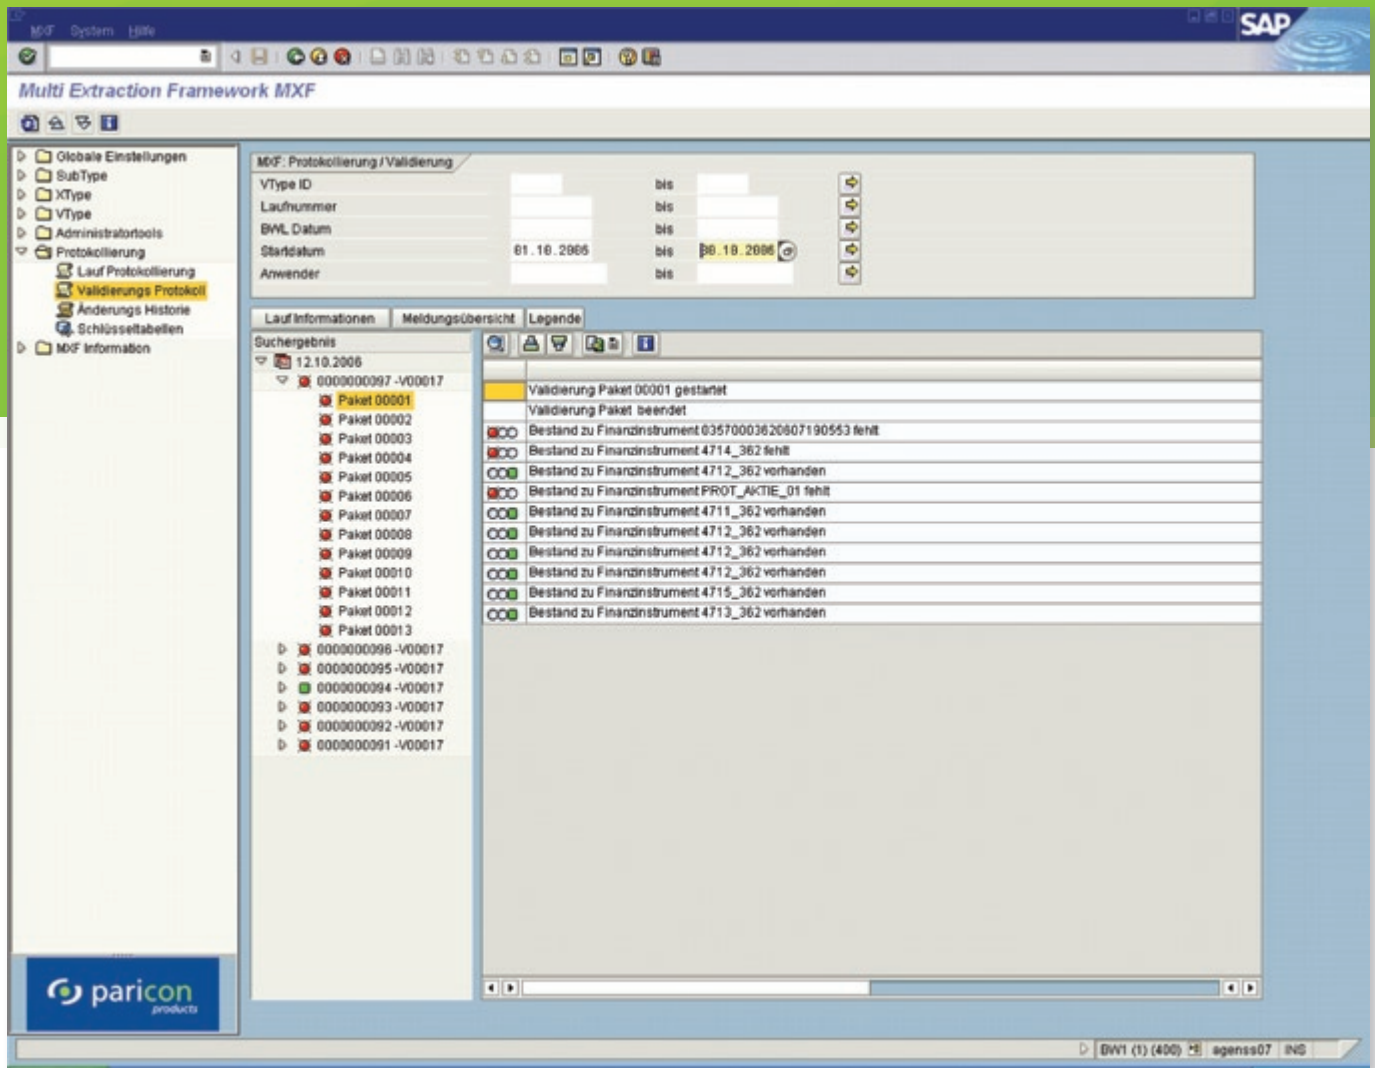 MXF System Hilfe
SAP
Multi Extraction Framework MXF
Globale Einstellungen
SubType
XType
VType
Administratortools
Protokollierung
Lauf Protokollierung
Validierungs Protokoll
Änderungs Historie
Schlüsseltabellen
MXF Information
MXF: Protokollierung / Validierung
VType ID bis
Laufnummer bis
BWL Datum bis
Startdatum 01.10.2006 bis 30.10.2006
Anwender bis
Lauf Informationen Meldungsübersicht Legende
Suchergebnis
12.10.2006
0000000097 -V00017
Paket 00001
Paket 00002
Paket 00003
Paket 00004
Paket 00005
Paket 00006
Paket 00007
Paket 00008
Paket 00009
Paket 00010
Paket 00011
Paket 00012
Paket 00013
0000000096 -V00017
0000000095 -V00017
0000000094 -V00017
0000000093 -V00017
0000000092 -V00017
0000000091 -V00017
Validierung Paket 00001 gestartet
Validierung Paket beendet
Bestand zu Finanzinstrument 03570003620607190553 fehlt
Bestand zu Finanzinstrument 4714_362 fehlt
Bestand zu Finanzinstrument 4712_362 vorhanden
Bestand zu Finanzinstrument PROT_AKTIE_01 fehlt
Bestand zu Finanzinstrument 4711_362 vorhanden
Bestand zu Finanzinstrument 4712_362 vorhanden
Bestand zu Finanzinstrument 4712_362 vorhanden
Bestand zu Finanzinstrument 4712_362 vorhanden
Bestand zu Finanzinstrument 4715_362 vorhanden
Bestand zu Finanzinstrument 4713_362 vorhanden
paricon
products
BW1 (1) (400) agenss07 INS